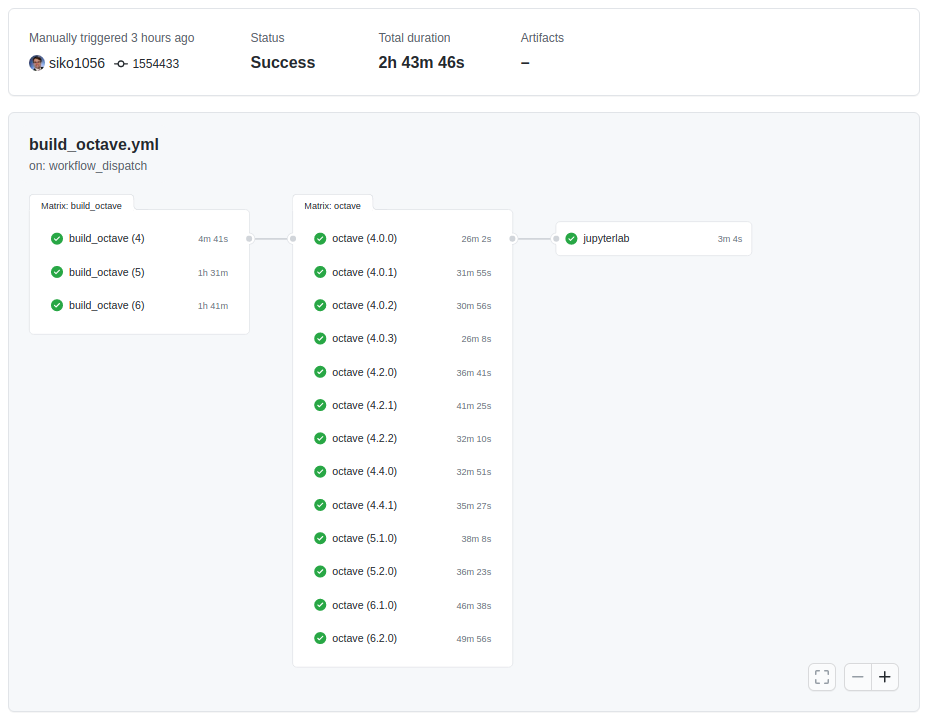 Manually triggered 3 hours ago
siko1056 1554433
Status
Success
Total duration
2h 43m 46s
Artifacts
–
build_octave.yml
on: workflow_dispatch
Matrix: build_octave
build_octave (4) 4m 41s
build_octave (5) 1h 31m
build_octave (6) 1h 41m
Matrix: octave
octave (4.0.0) 26m 2s
octave (4.0.1) 31m 55s
octave (4.0.2) 30m 56s
octave (4.0.3) 26m 8s
octave (4.2.0) 36m 41s
octave (4.2.1) 41m 25s
octave (4.2.2) 32m 10s
octave (4.4.0) 32m 51s
octave (4.4.1) 35m 27s
octave (5.1.0) 38m 8s
octave (5.2.0) 36m 23s
octave (6.1.0) 46m 38s
octave (6.2.0) 49m 56s
jupyterlab 3m 4s